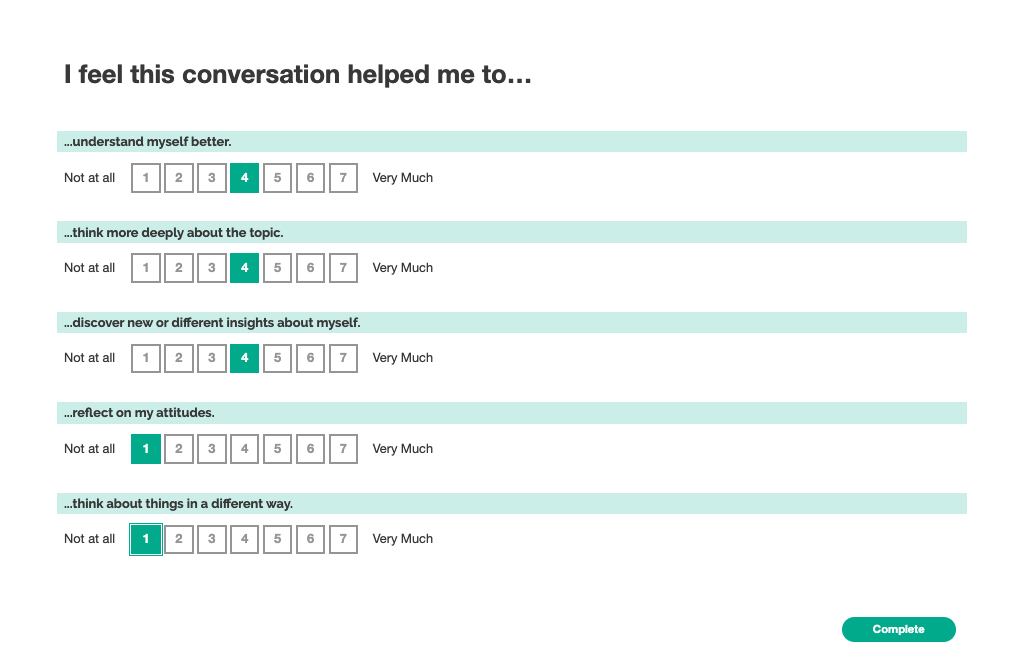 I feel this conversation helped me to…
...understand myself better.
Not at all 1 2 3 4 5 6 7 Very Much
...think more deeply about the topic.
Not at all 1 2 3 4 5 6 7 Very Much
...discover new or different insights about myself.
Not at all 1 2 3 4 5 6 7 Very Much
...reflect on my attitudes.
Not at all 1 2 3 4 5 6 7 Very Much
...think about things in a different way.
Not at all 1 2 3 4 5 6 7 Very Much
Complete